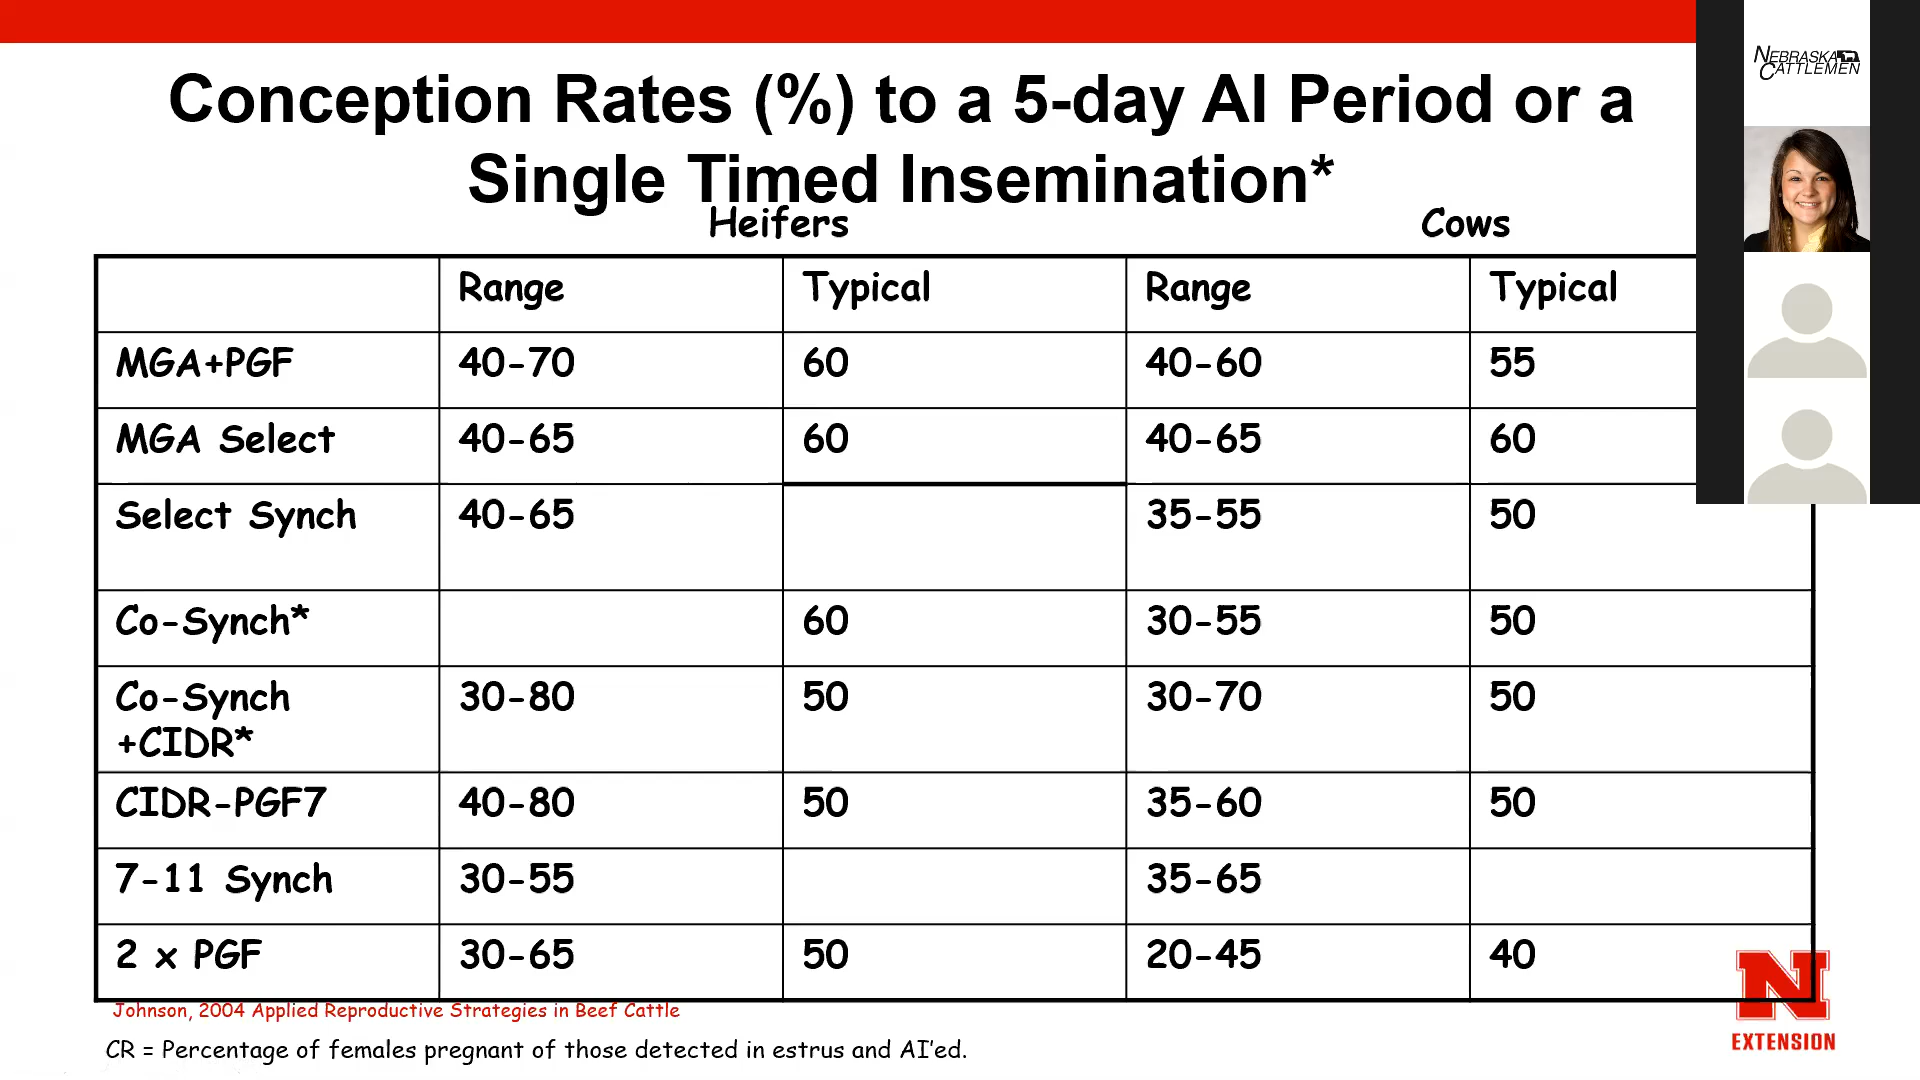 NEBRASKA
CATTLEMEN
Conception Rates (%) to a 5-day AI Period or a
Single Timed Insemination*
Heifers Cows
Range Typical Range Typical
MGA+PGF 40-70 60 40-60 55
MGA Select 40-65 60 40-65 60
Select Synch 40-65 35-55 50
Co-Synch* 60 30-55 50
Co-Synch 30-80 50 30-70 50
+CIDR*
CIDR-PGF7 40-80 50 35-60 50
7-11 Synch 30-55 35-65
2 x PGF 30-65 50 20-45 40
Johnson, 2004 Applied Reproductive Strategies in Beef Cattle
CR = Percentage of females pregnant of those detected in estrus and AI'ed.
N
EXTENSION